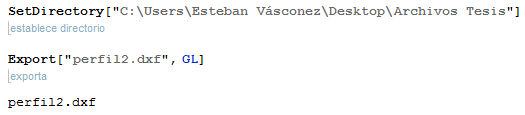 SetDirectory["C:\Users\Esteban Vásconez\Desktop\Archivos Tesis"]
establece directorio
Export["perfil2.dxf", GL]
exporta
perfil2.dxf